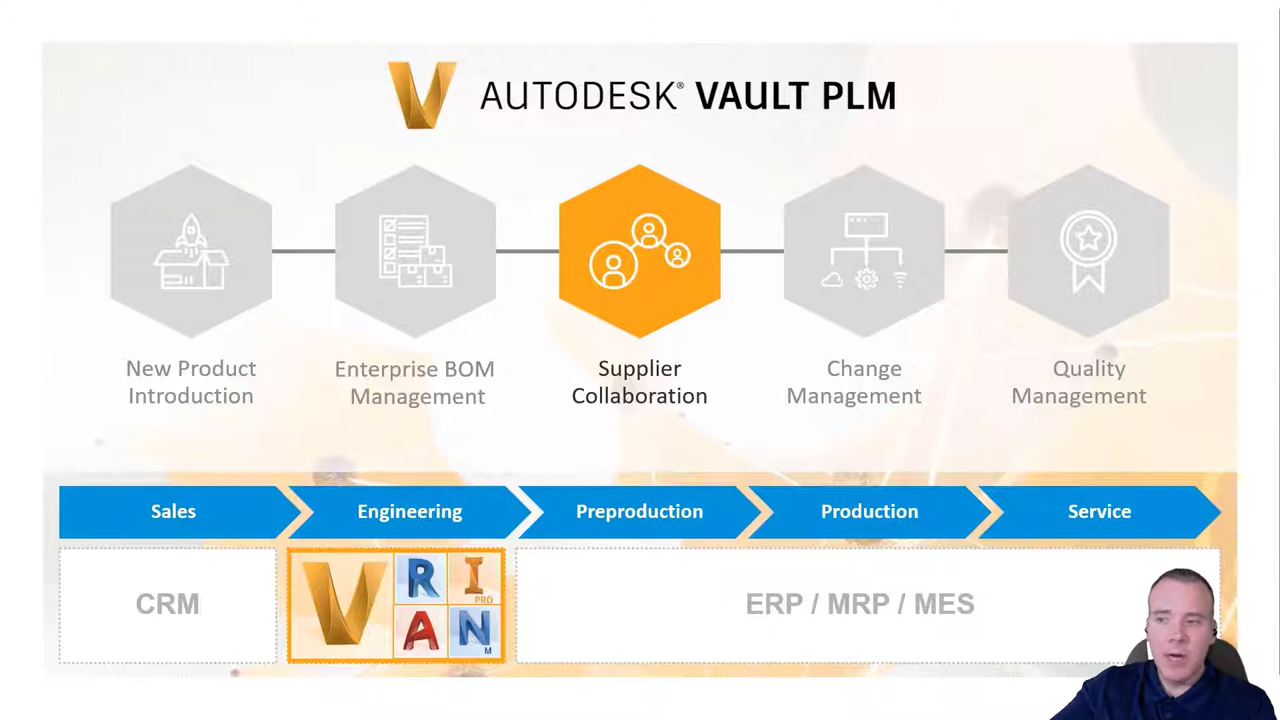 V AUTODESK® VAULT PLM
New Product
Introduction
Enterprise BOM
Management
Supplier
Collaboration
Change
Management
Quality
Management
Sales
Engineering
Preproduction
Production
Service
CRM
V R I PRO
A N M
ERP / MRP / MES